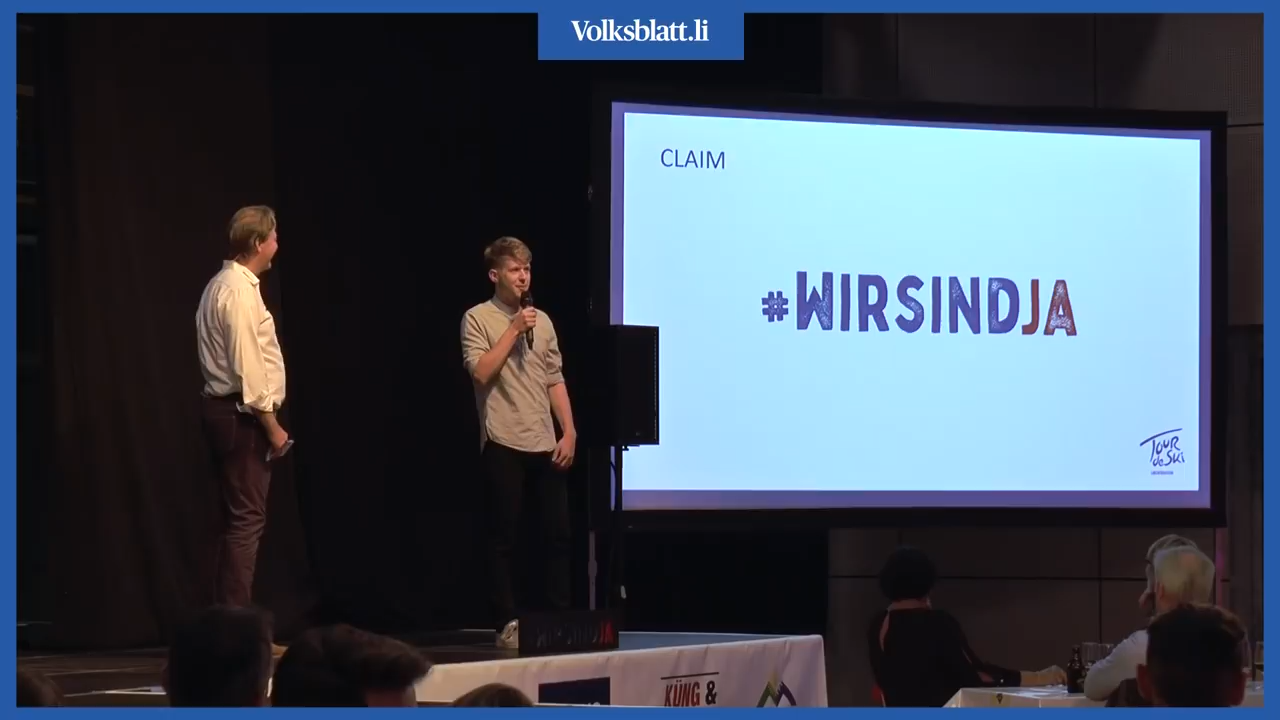 Volksblatt.li
CLAIM
#WIRSINDJA
TOUR
de SKi
WIRSINDJA
KÜNG &